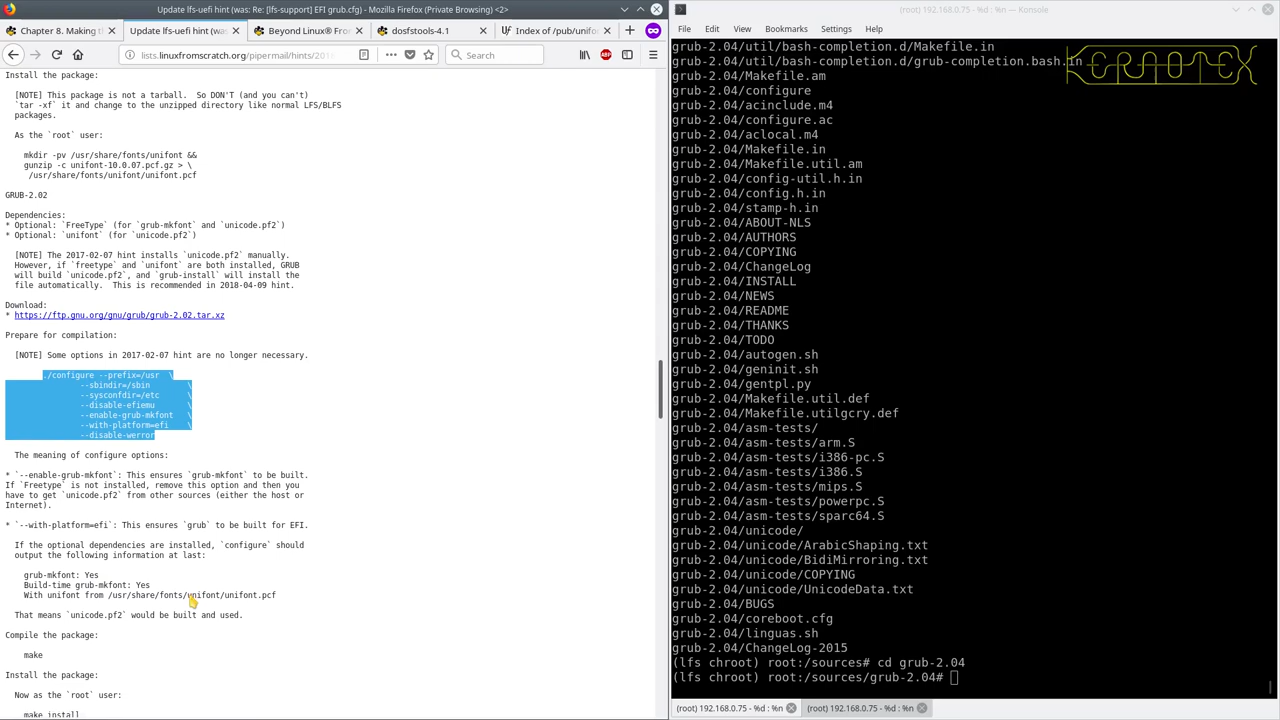 Update lfs-uefi hint (was: Re: [lfs-support] EFI grub.cfg) - Mozilla Firefox (Private Browsing) <2>
Chapter 8. Making th
Update lfs-uefi hint (was:
Beyond Linux® From
dosfstools-4.1
Index of /pub/unifon
lists.linuxfromscratch.org/pipermail/hints/201
Search
Install the package:
[NOTE] This package is not a tarball.  So DON'T (and you can't)
`tar -xf` it and change to the unzipped directory like normal LFS/BLFS
packages.
As the `root` user:
mkdir -pv /usr/share/fonts/unifont &&
gunzip -c unifont-10.0.07.pcf.gz > \
/usr/share/fonts/unifont/unifont.pcf
GRUB-2.02
Dependencies:
* Optional: `FreeType` (for `grub-mkfont` and `unicode.pf2`)
* Optional: `unifont` (for `unicode.pf2`)
[NOTE] The 2017-02-07 hint installs `unicode.pf2` manually.
However, if `freetype` and `unifont` are both installed, GRUB
will build `unicode.pf2`, and `grub-install` will install the
file automatically.  This is recommended in 2018-04-09 hint.
Download:
* https://ftp.gnu.org/gnu/grub/grub-2.02.tar.xz
Prepare for compilation:
[NOTE] Some options in 2017-02-07 hint are no longer necessary.
./configure --prefix=/usr  \
--sbindir=/sbin        \
--sysconfdir=/etc      \
--disable-efiemu       \
--enable-grub-mkfont   \
--with-platform=efi    \
--disable-werror
The meaning of configure options:
* `--enable-grub-mkfont`: This ensures `grub-mkfont` to be built.
If `Freetype` is not installed, remove this option and then you
have to get `unicode.pf2` from other sources (either the host or
Internet).
* `--with-platform=efi`: This ensures `grub` to be built for EFI.
If the optional dependencies are installed, `configure` should
output the following information at last:
grub-mkfont: Yes
Build-time grub-mkfont: Yes
With unifont from /usr/share/fonts/unifont/unifont.pcf
That means `unicode.pf2` would be built and used.
Compile the package:
make
Install the package:
Now as the `root` user:
make install
(root) 192.168.0.75 - %d : %n — Konsole
File Edit View Bookmarks Settings Help
grub-2.04/util/bash-completion.d/Makefile.in
grub-2.04/util/bash-completion.d/grub-completion.bash.in
grub-2.04/Makefile.am
grub-2.04/configure
grub-2.04/acinclude.m4
grub-2.04/configure.ac
grub-2.04/aclocal.m4
grub-2.04/Makefile.in
grub-2.04/Makefile.util.am
grub-2.04/config-util.h.in
grub-2.04/config.h.in
grub-2.04/stamp-h.in
grub-2.04/ABOUT-NLS
grub-2.04/AUTHORS
grub-2.04/COPYING
grub-2.04/ChangeLog
grub-2.04/INSTALL
grub-2.04/NEWS
grub-2.04/README
grub-2.04/THANKS
grub-2.04/TODO
grub-2.04/autogen.sh
grub-2.04/geninit.sh
grub-2.04/gentpl.py
grub-2.04/Makefile.util.def
grub-2.04/Makefile.utilgcry.def
grub-2.04/asm-tests/
grub-2.04/asm-tests/arm.S
grub-2.04/asm-tests/i386-pc.S
grub-2.04/asm-tests/i386.S
grub-2.04/asm-tests/mips.S
grub-2.04/asm-tests/powerpc.S
grub-2.04/asm-tests/sparc64.S
grub-2.04/unicode/
grub-2.04/unicode/ArabicShaping.txt
grub-2.04/unicode/BidiMirroring.txt
grub-2.04/unicode/COPYING
grub-2.04/unicode/UnicodeData.txt
grub-2.04/BUGS
grub-2.04/coreboot.cfg
grub-2.04/linguas.sh
grub-2.04/ChangeLog-2015
(lfs chroot) root:/sources# cd grub-2.04
(lfs chroot) root:/sources/grub-2.04#
(root) 192.168.0.75 - %d : %n
(root) 192.168.0.75 - %d : %n